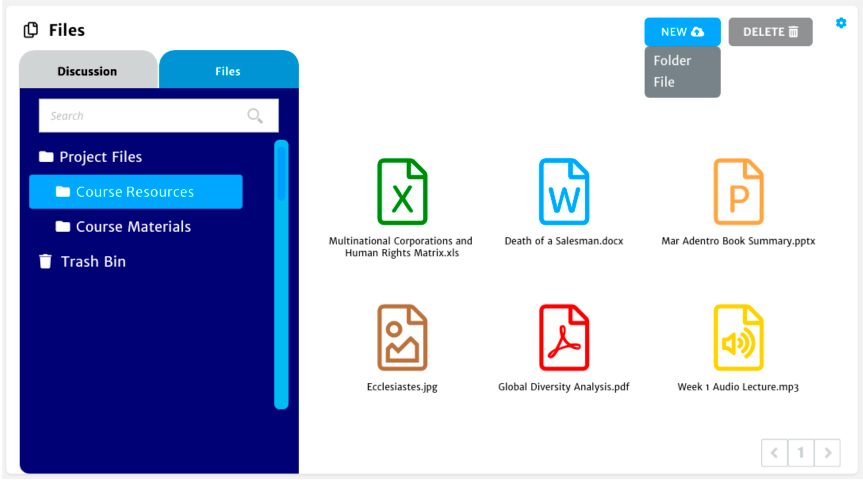 Files
NEW
DELETE
Folder
File
Discussion
Files
Search
Project Files
Course Resources
Course Materials
Trash Bin
X
W
P
Multinational Corporations and
Human Rights Matrix.xls
Death of a Salesman.docx
Mar Adentro Book Summary.pptx
Ecclesiastes.jpg
Global Diversity Analysis.pdf
Week 1 Audio Lecture.mp3
1